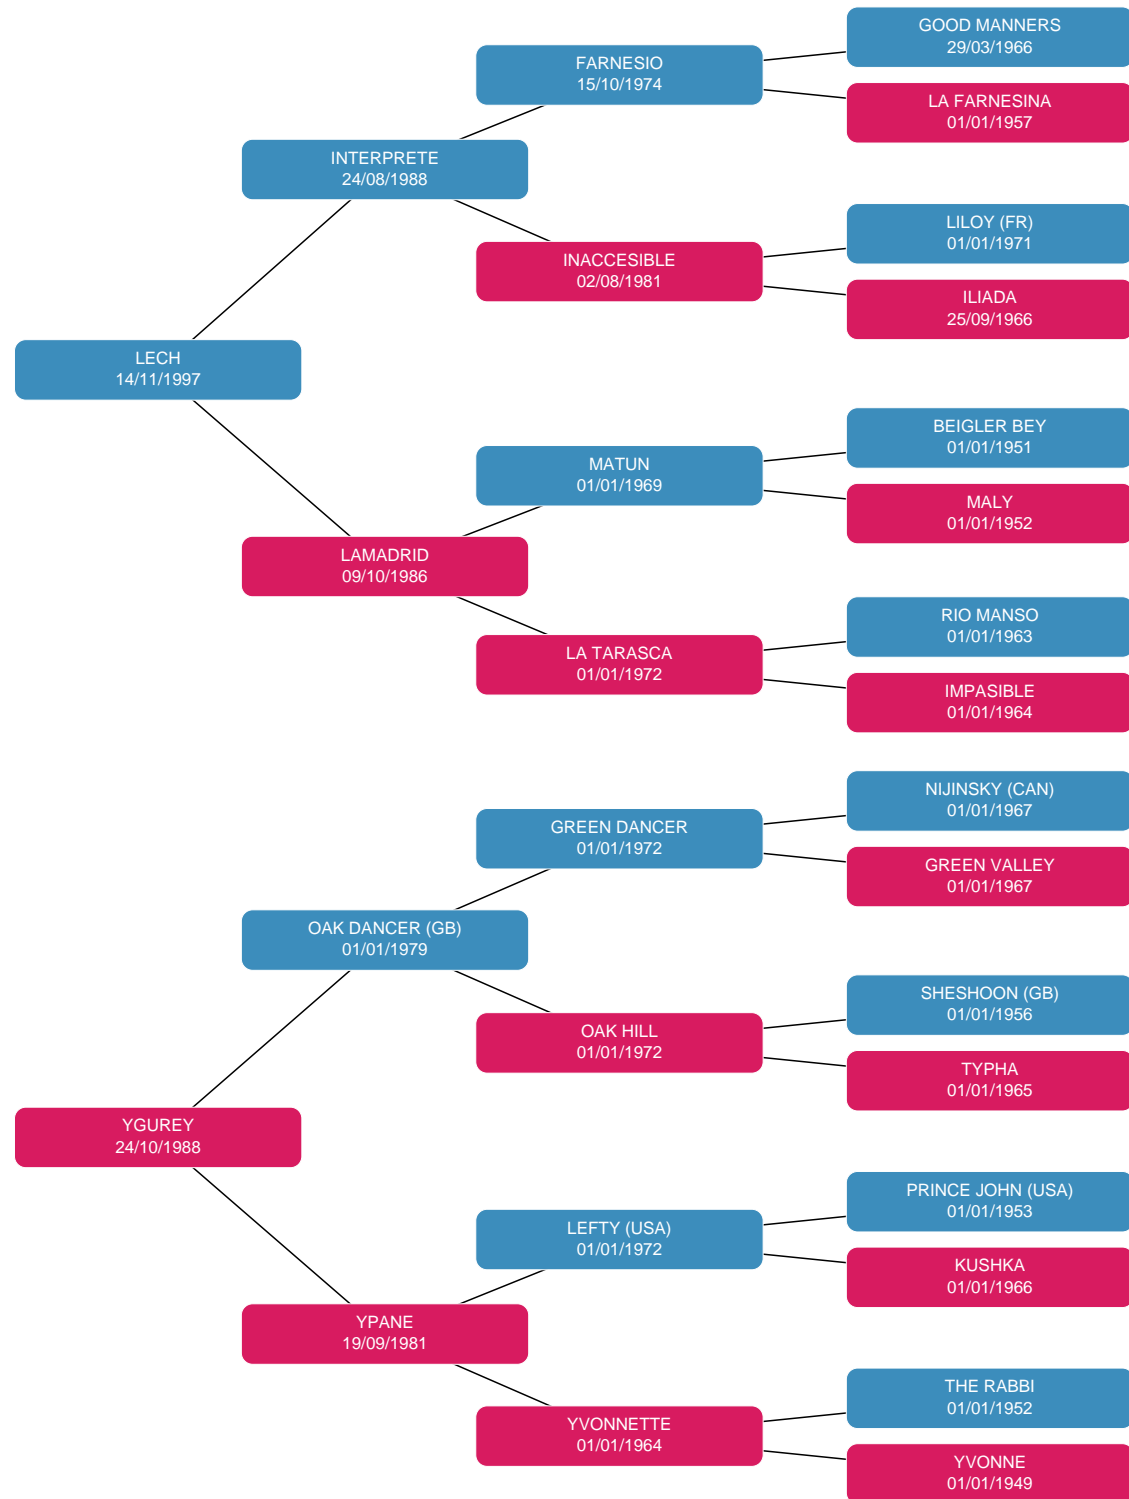 GOOD MANNERS
29/03/1966
FARNESIO
15/10/1974
LA FARNESINA
01/01/1957
INTERPRETE
24/08/1988
LILOY (FR)
01/01/1971
INACCESIBLE
02/08/1981
ILIADA
25/09/1966
LECH
14/11/1997
BEIGLER BEY
01/01/1951
MATUN
01/01/1969
MALY
01/01/1952
LAMADRID
09/10/1986
RIO MANSO
01/01/1963
LA TARASCA
01/01/1972
IMPASIBLE
01/01/1964
NIJINSKY (CAN)
01/01/1967
GREEN DANCER
01/01/1972
GREEN VALLEY
01/01/1967
OAK DANCER (GB)
01/01/1979
SHESHOON (GB)
01/01/1956
OAK HILL
01/01/1972
TYPHA
01/01/1965
YGUREY
24/10/1988
PRINCE JOHN (USA)
01/01/1953
LEFTY (USA)
01/01/1972
KUSHKA
01/01/1966
YPANE
19/09/1981
THE RABBI
01/01/1952
YVONNETTE
01/01/1964
YVONNE
01/01/1949